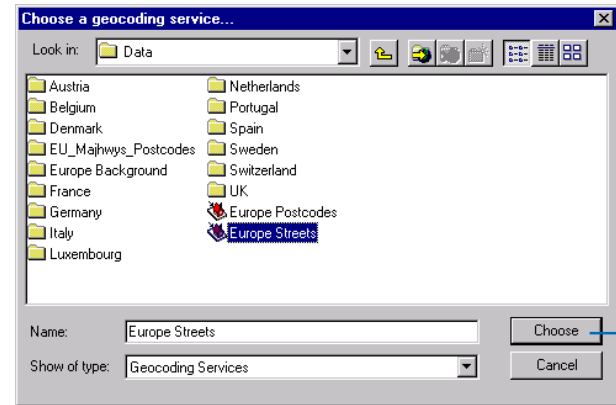 Choose a geocoding service...
Look in: Data
Austria
Belgium
Denmark
EU_Majhwys_Postcodes
Europe Background
France
Germany
Italy
Luxembourg
Netherlands
Portugal
Spain
Sweden
Switzerland
UK
Europe Postcodes
Europe Streets
Name: Europe Streets
Choose
Show of type: Geocoding Services
Cancel